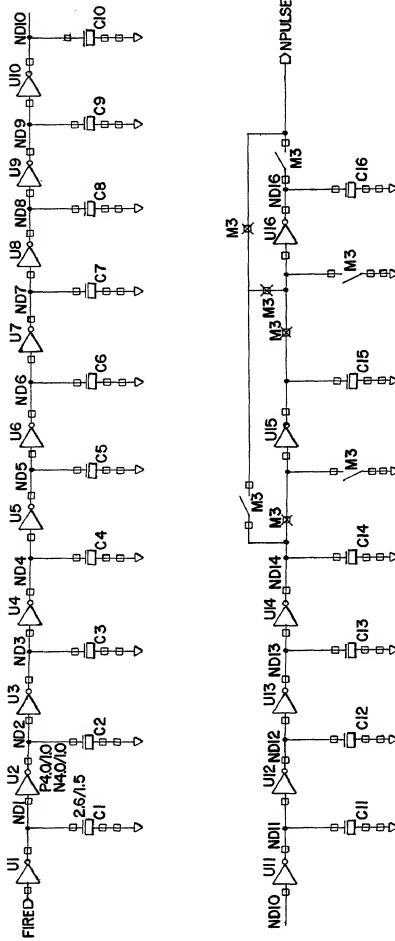 FIRED
U1
ND1
U2
ND2
U3
ND3
U4
ND4
U5
ND5
U6
ND6
U7
ND7
U8
ND8
U9
ND9
U10
ND10
P4.0/1.0
N4.0/1.0
2.6/1.5
C1
C2
C3
C4
C5
C6
C7
C8
C9
C10
ND10
U11
ND11
U12
ND12
U13
ND13
U14
ND14
M3
M3
U15
M3
M3
M3
U16
ND16
M3
NPULSE
C11
C12
C13
C14
M3
C15
M3
C16